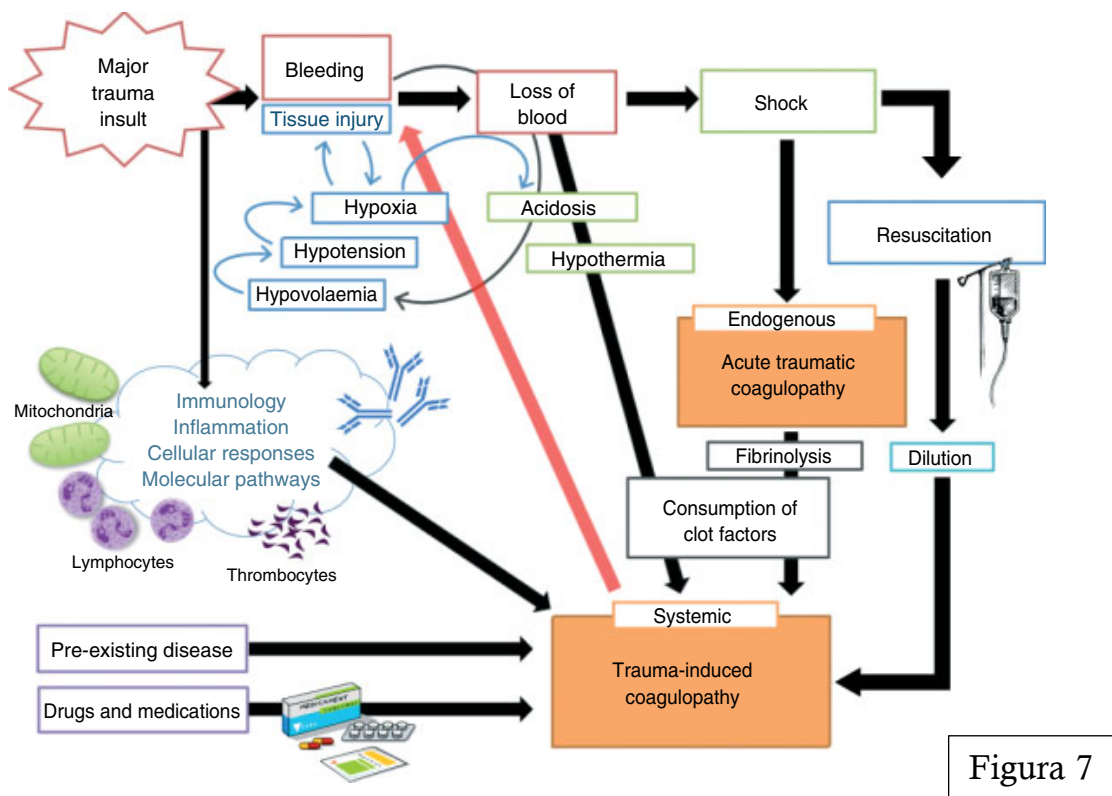 Major
trauma
insult
Bleeding
Tissue injury
Loss of
blood
Shock
Hypoxia
Acidosis
Resuscitation
Hypotension
Hypothermia
Hypovolaemia
Endogenous
Acute traumatic
coagulopathy
Mitochondria
Immunology
Inflammation
Cellular responses
Molecular pathways
Fibrinolysis
Dilution
Consumption of
clot factors
Lymphocytes
Thrombocytes
Systemic
Trauma-induced
coagulopathy
Pre-existing disease
Drugs and medications
MEDICAMENT
Figura 7